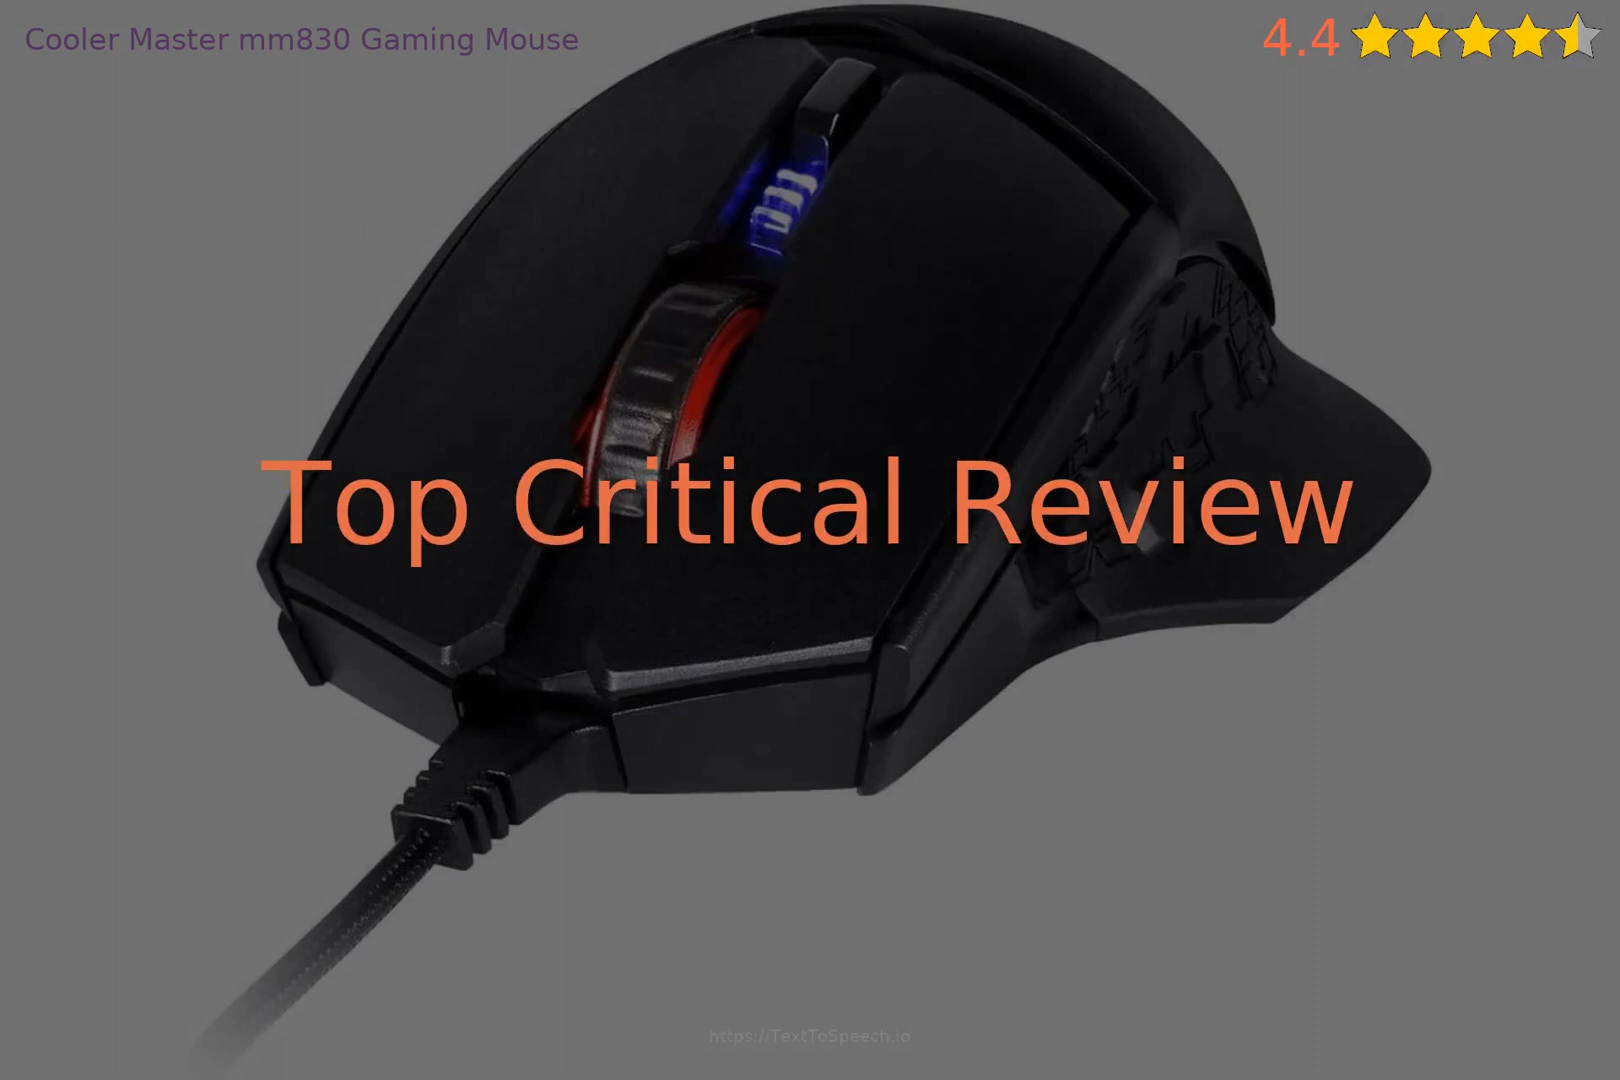 Cooler Master mm830 Gaming Mouse
4.4
Top Critical Review
https://TextToSpeech.io